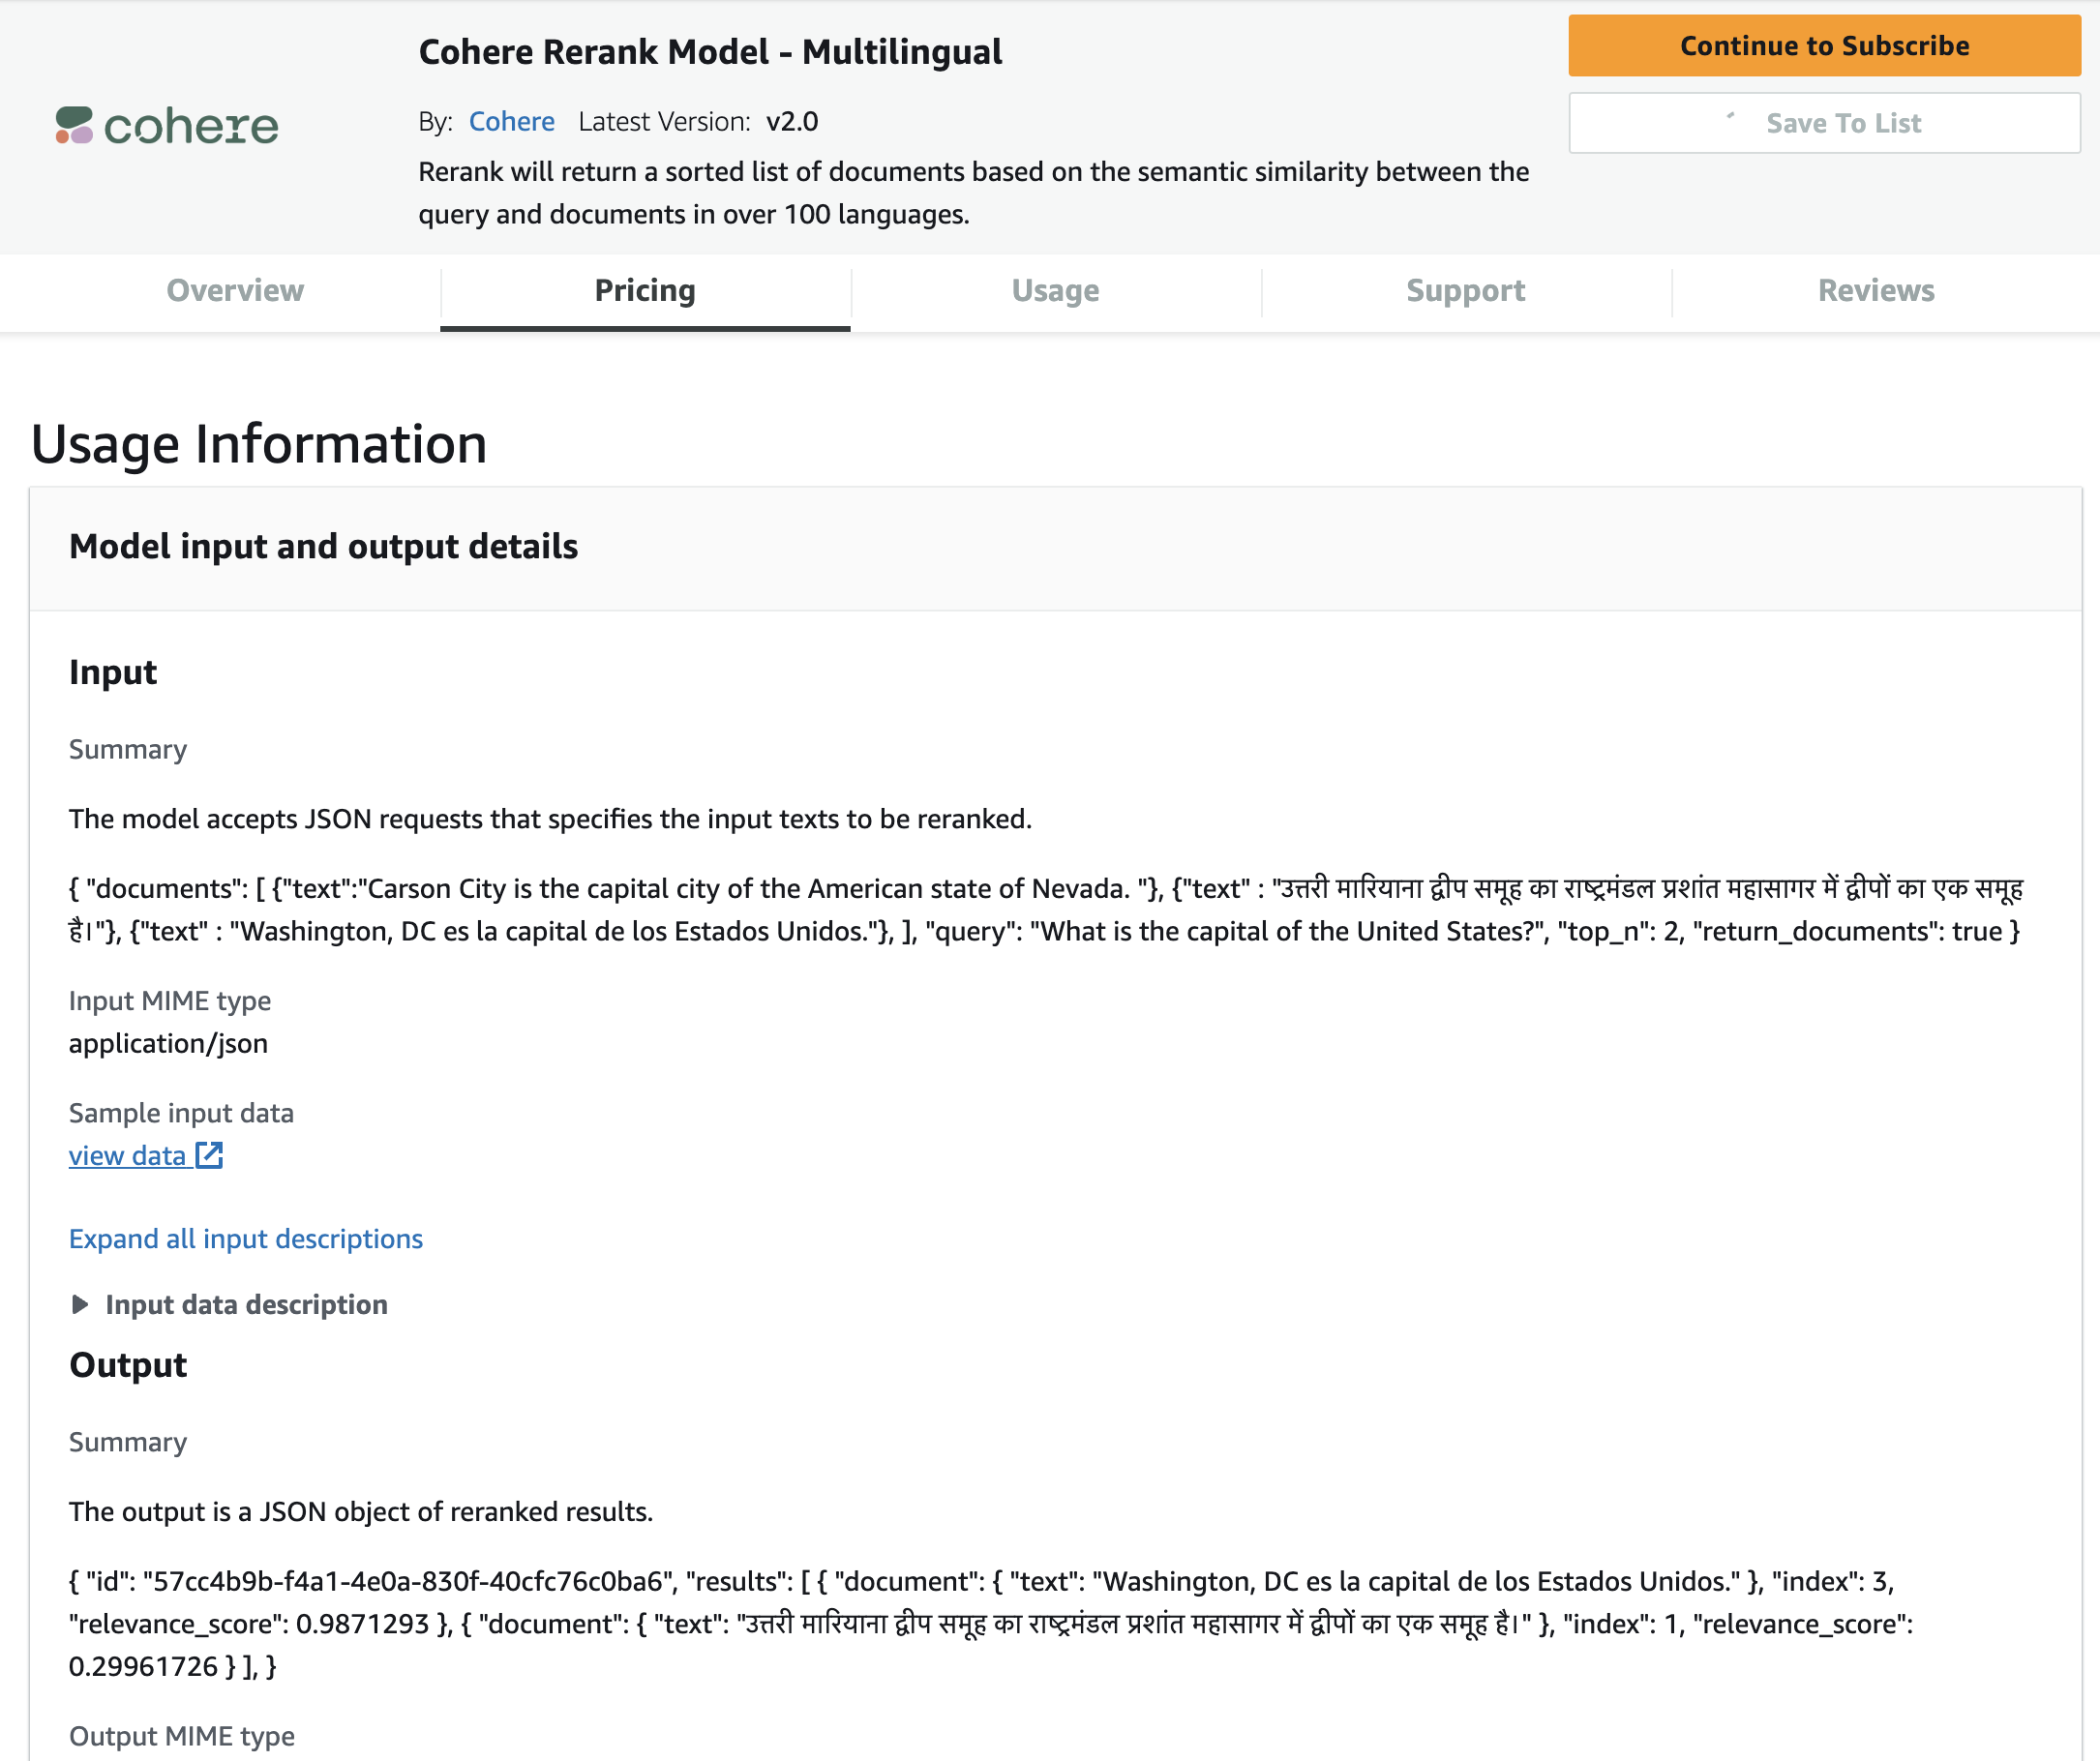 Cohere Rerank Model - Multilingual
Continue to Subscribe
cohere
By: Cohere Latest Version: v2.0
Save To List
Rerank will return a sorted list of documents based on the semantic similarity between the
query and documents in over 100 languages.
Overview Pricing Usage Support Reviews
Usage Information
Model input and output details
Input
Summary
The model accepts JSON requests that specifies the input texts to be reranked.
{ "documents": [ {"text":"Carson City is the capital city of the American state of Nevada. "}, {"text" : "उत्तरी मारियाना द्वीप समूह का राष्ट्रमंडल प्रशांत महासागर में द्वीपों का एक समूह
है।"}, {"text" : "Washington, DC es la capital de los Estados Unidos."}, ], "query": "What is the capital of the United States?", "top_n": 2, "return_documents": true }
Input MIME type
application/json
Sample input data
view data
Expand all input descriptions
Input data description
Output
Summary
The output is a JSON object of reranked results.
{ "id": "57cc4b9b-f4a1-4e0a-830f-40cfc76c0ba6", "results": [ { "document": { "text": "Washington, DC es la capital de los Estados Unidos." }, "index": 3,
"relevance_score": 0.9871293 }, { "document": { "text": "उत्तरी मारियाना द्वीप समूह का राष्ट्रमंडल प्रशांत महासागर में द्वीपों का एक समूह है।" }, "index": 1, "relevance_score":
0.29961726 } ], }
Output MIME type